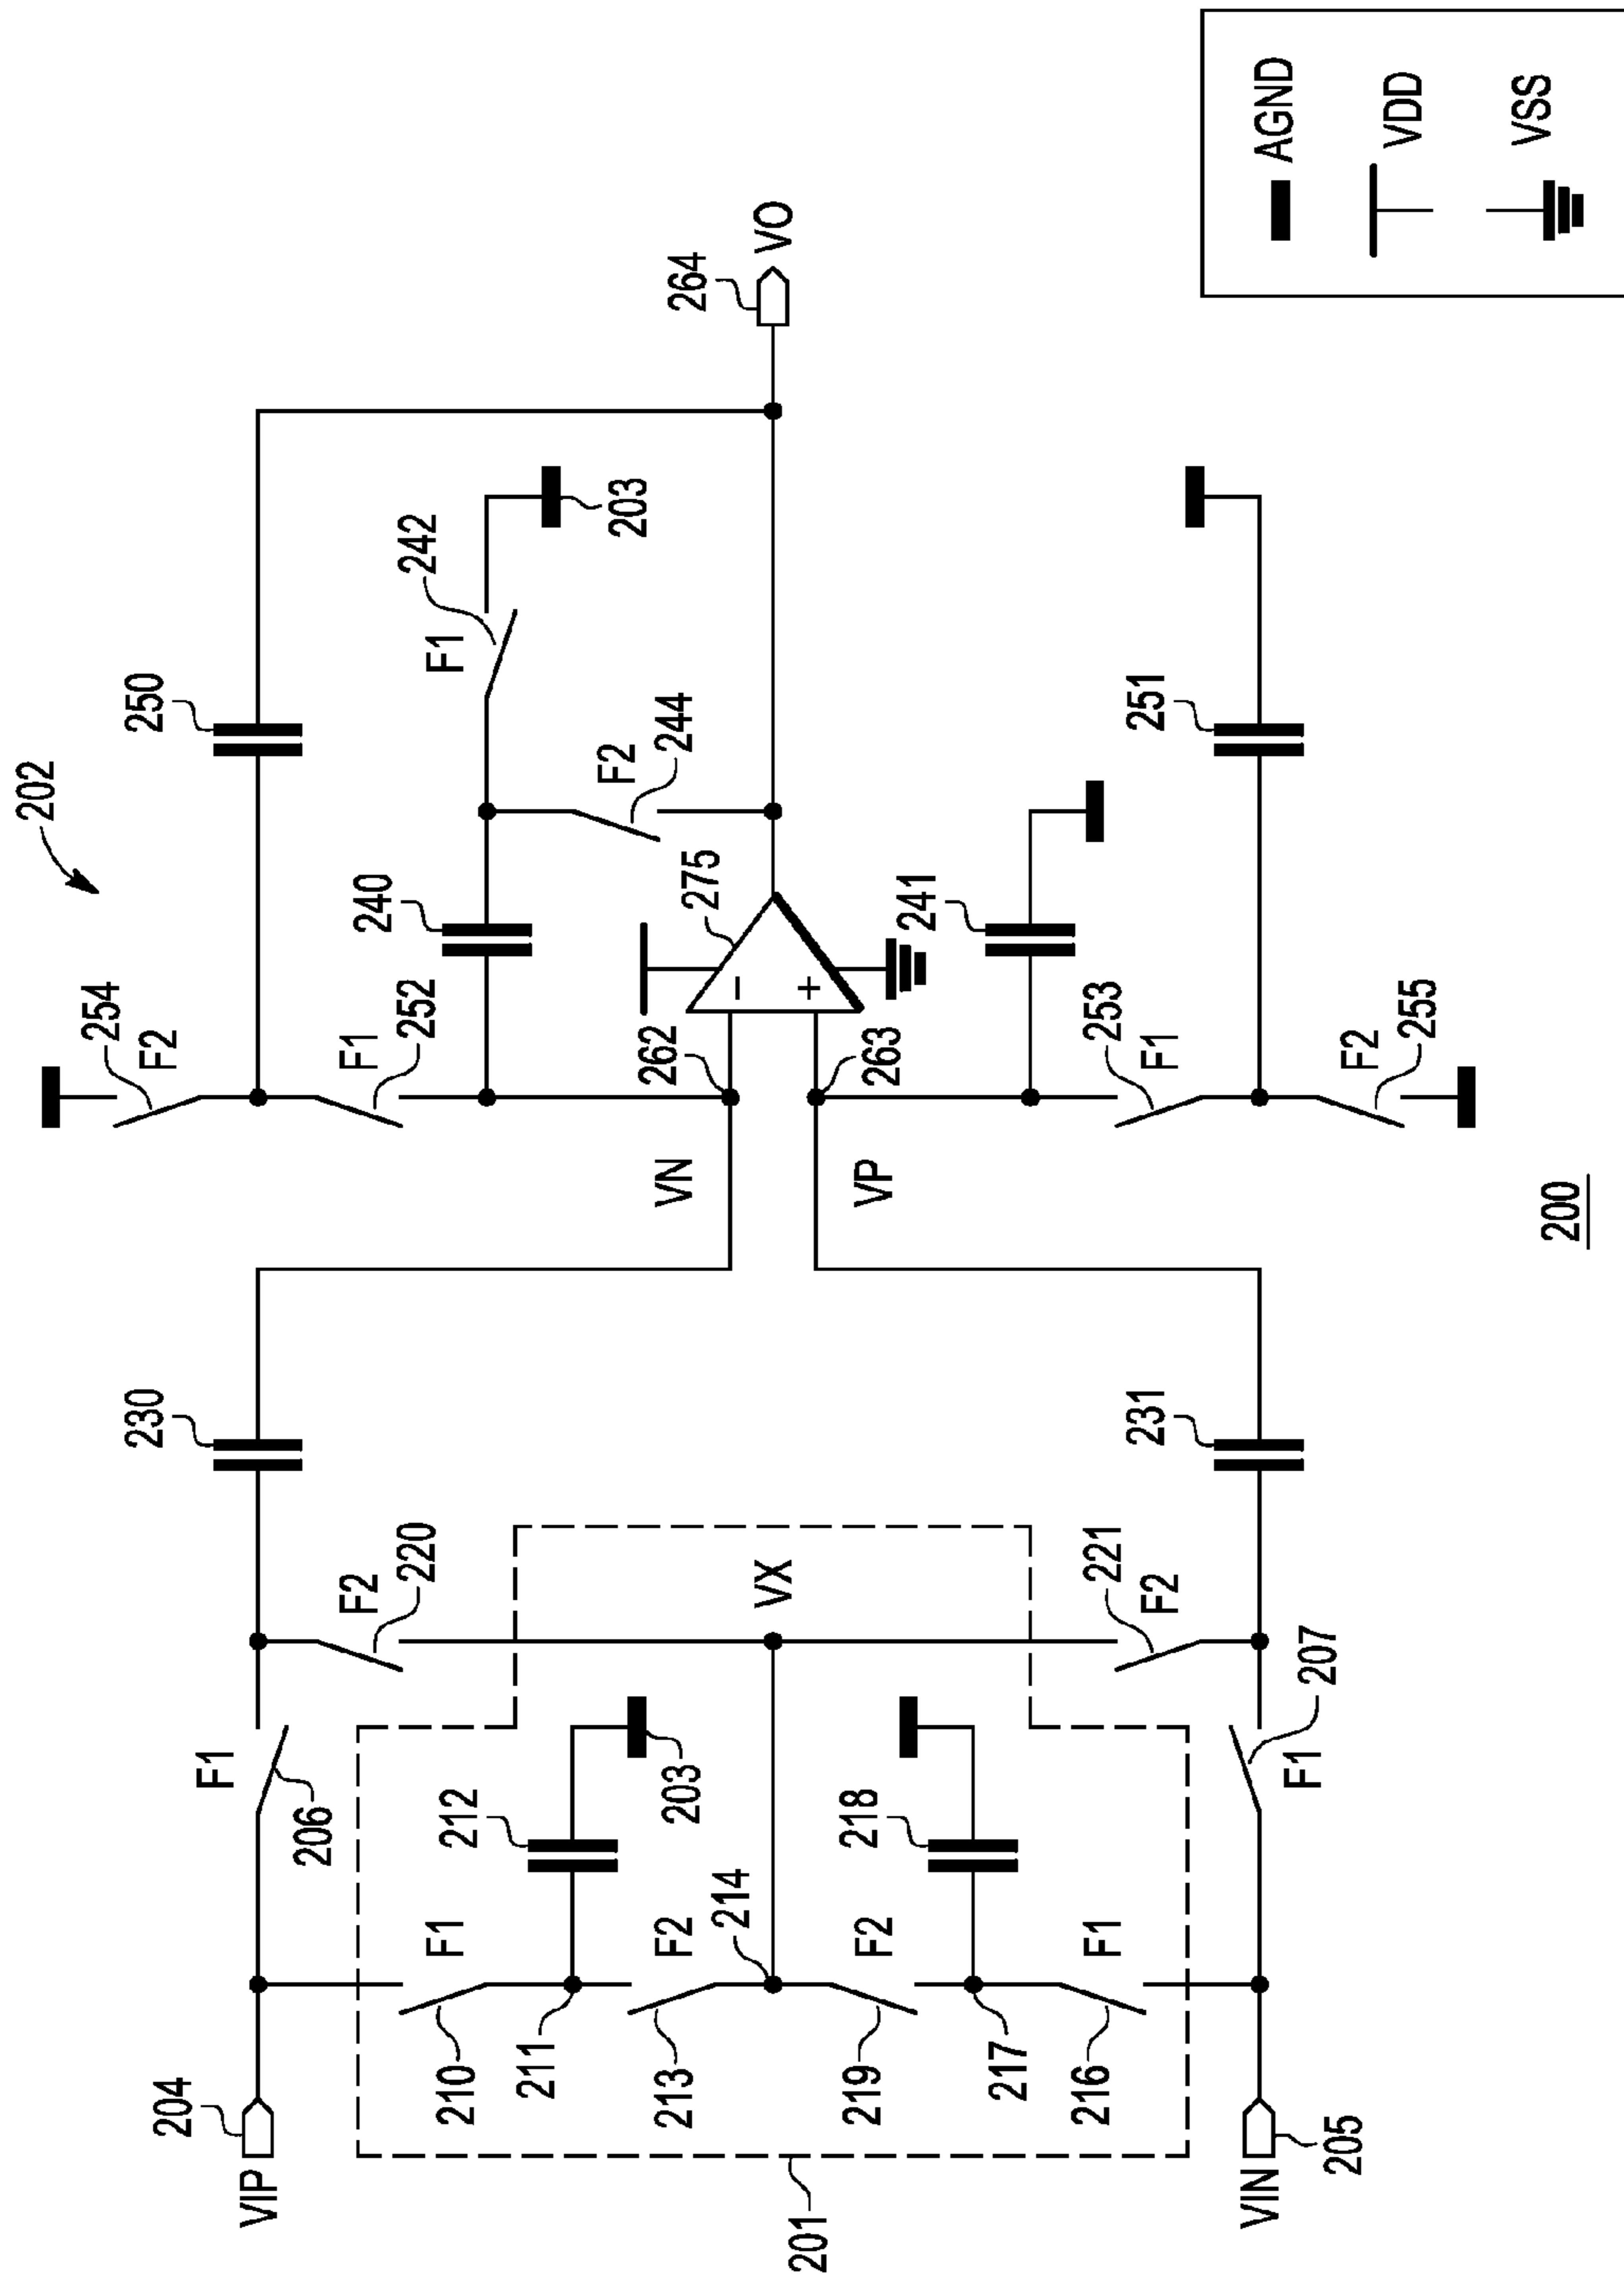 202
254
F2
250
F1
252
240
F1
242
203
F2
244
264
VO
230
VN
262
275
−
+
263
VP
241
253
F1
251
F2
255
204
VIP
F1
206
F2
220
210
F1
212
211
203
213
F2
214
VX
219
F2
218
217
216
F1
221
F2
207
F1
231
VIN
205
201
200
AGND
VDD
VSS